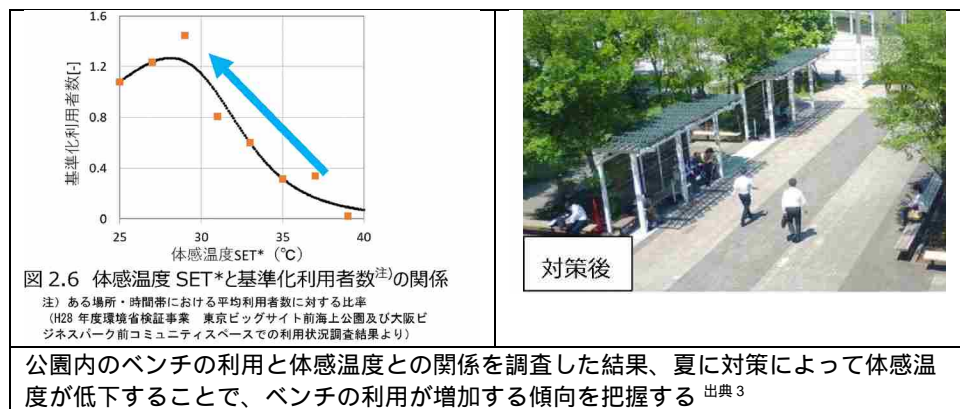 1.6
1.2
0.8
0.4
0
基準化利用者数[-]
25
30
35
40
体感温度SET*（℃）
図 2.6 体感温度 SET*と基準化利用者数注)の関係
注）ある場所・時間帯における平均利用者数に対する比率
（H28 年度環境省検証事業　東京ビッグサイト前海上公園及び大阪ビ
ジネスパーク前コミュニティスペースでの利用状況調査結果より）
対策後
公園内のベンチの利用と体感温度との関係を調査した結果、夏に対策によって体感温
度が低下することで、ベンチの利用が増加する傾向を把握する 出典 3